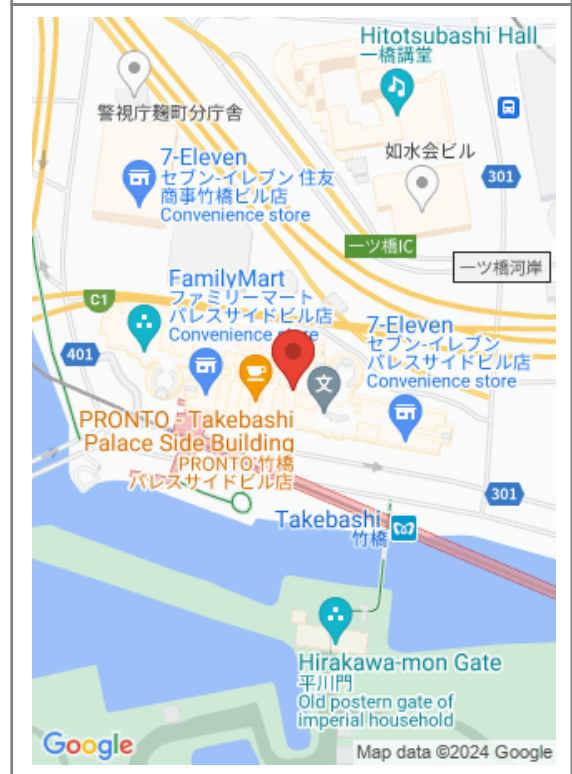 Hitotsubashi Hall
一橋講堂
警視庁麹町分庁舎
7-Eleven
セブン-イレブン 住友
商事竹橋ビル店
Convenience store
如水会ビル
301
一ツ橋IC
一ツ橋河岸
FamilyMart
ファミリーマート
パレスサイドビル店
Convenience store
C1
7-Eleven
セブン-イレブン
パレスサイドビル店
Convenience store
401
文
PRONTO - Takebashi
Palace Side Building
PRONTO 竹橋
パレスサイドビル店
301
Takebashi
竹橋
Hirakawa-mon Gate
平川門
Old postern gate of
imperial household
Google
Map data ©2024 Google